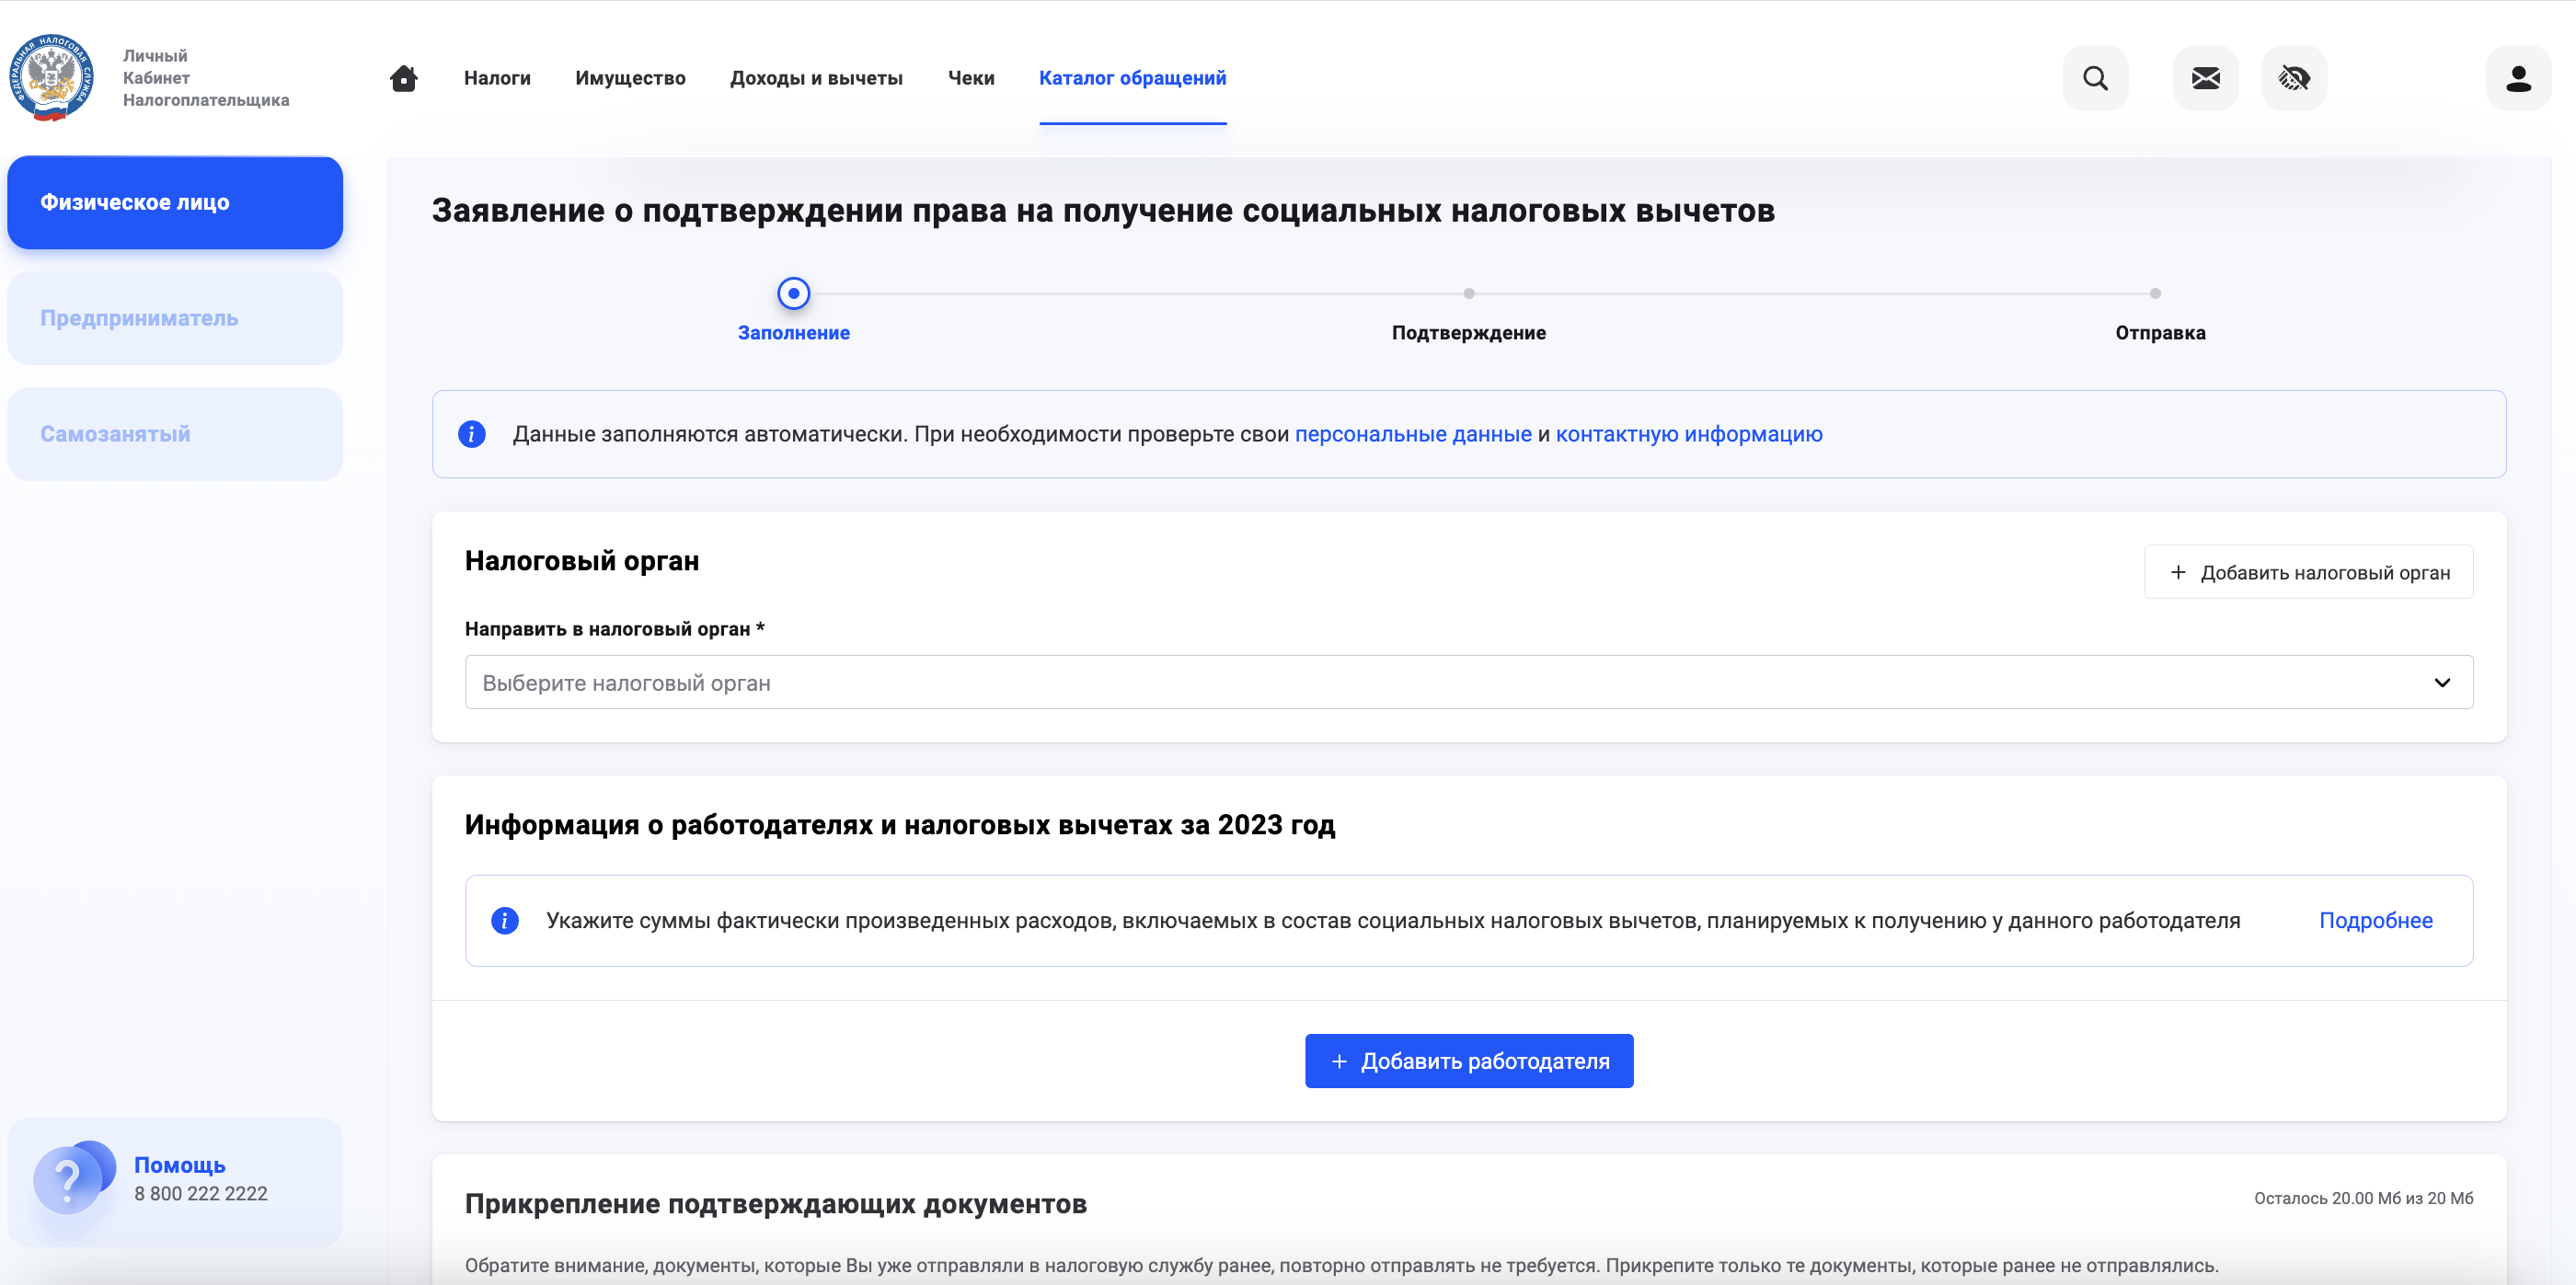 ФЕДЕРАЛЬНАЯ НАЛОГОВАЯ СЛУЖБА
Личный
Кабинет
Налогоплательщика
Налоги
Имущество
Доходы и вычеты
Чеки
Каталог обращений
Физическое лицо
Предприниматель
Самозанятый
Заявление о подтверждении права на получение социальных налоговых вычетов
Заполнение
Подтверждение
Отправка
Данные заполняются автоматически. При необходимости проверьте свои персональные данные и контактную информацию
Налоговый орган
+ Добавить налоговый орган
Направить в налоговый орган *
Выберите налоговый орган
Информация о работодателях и налоговых вычетах за 2023 год
Укажите суммы фактически произведенных расходов, включаемых в состав социальных налоговых вычетов, планируемых к получению у данного работодателя
Подробнее
+ Добавить работодателя
Помощь
8 800 222 2222
Прикрепление подтверждающих документов
Осталось 20.00 Мб из 20 Мб
Обратите внимание, документы, которые Вы уже отправляли в налоговую службу ранее, повторно отправлять не требуется. Прикрепите только те документы, которые ранее не отправлялись.